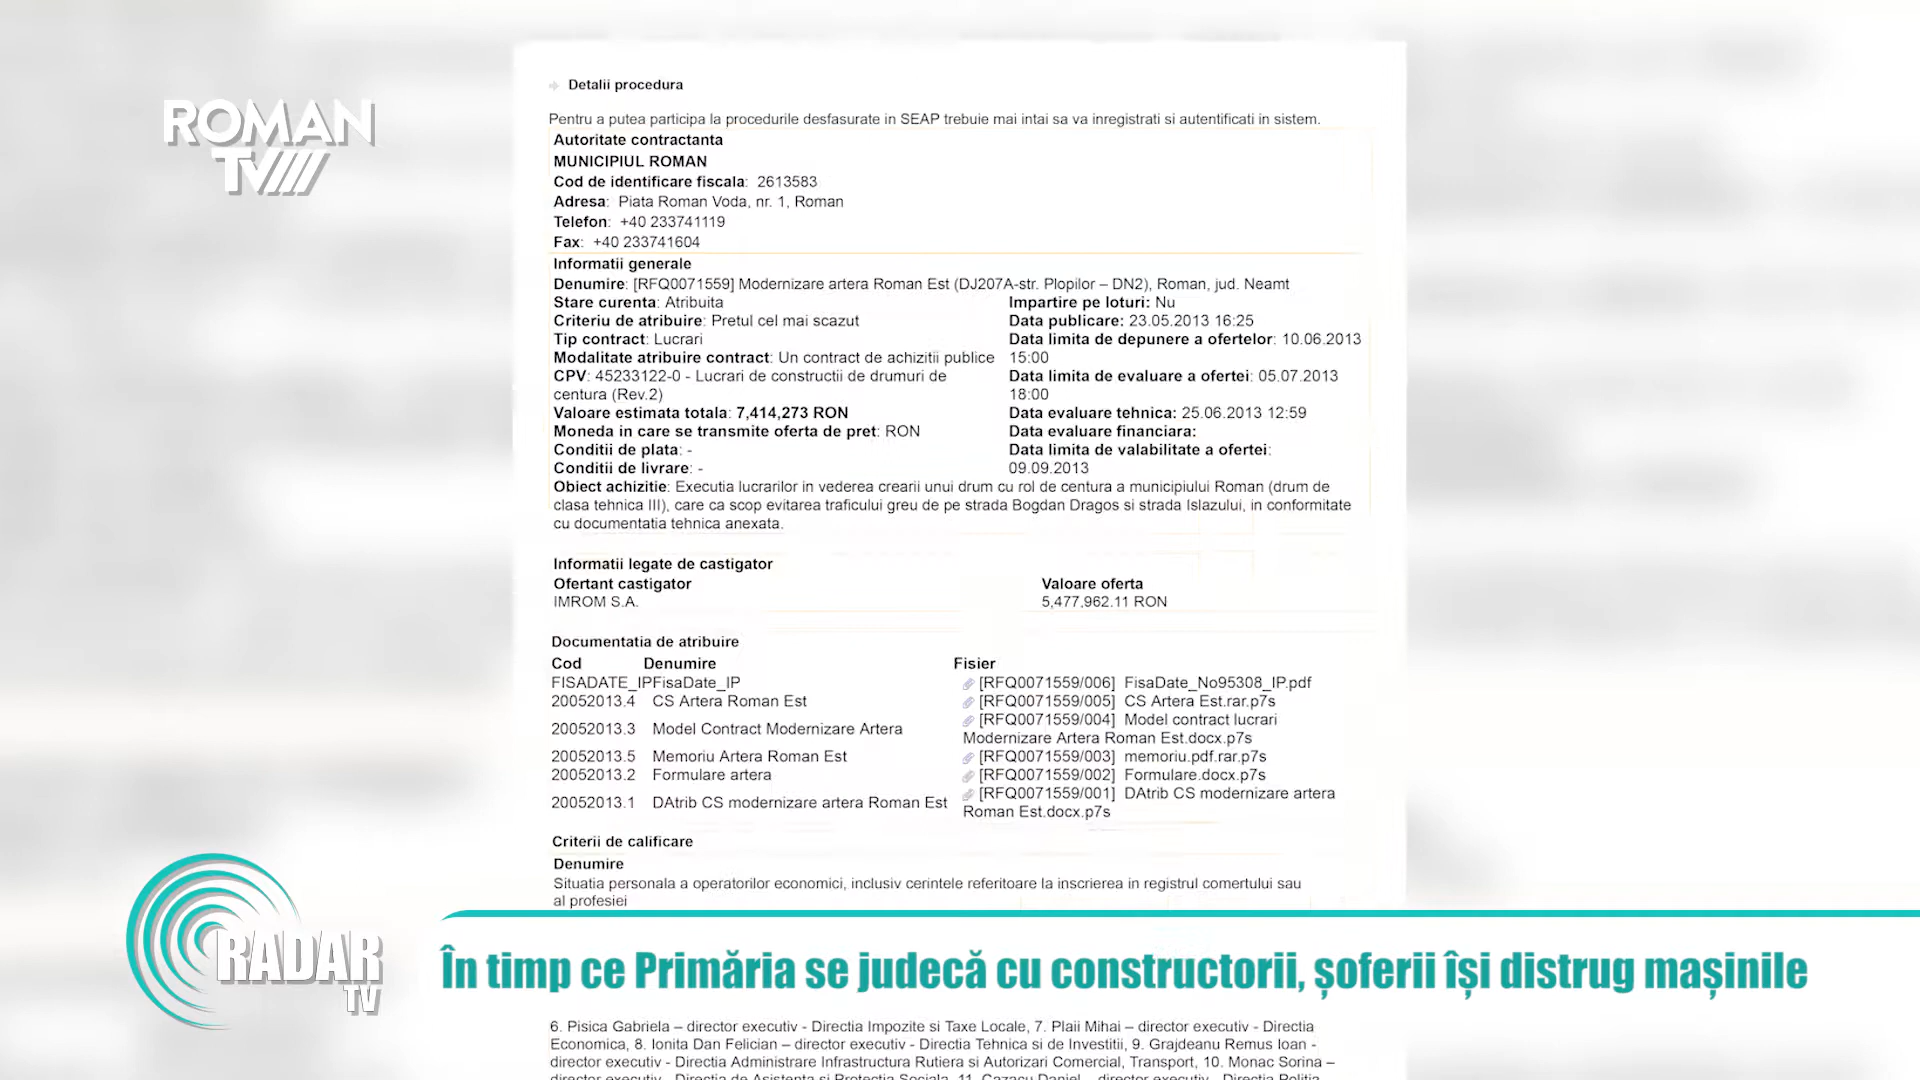 ROMAN
TV
Detalii procedura
Pentru a putea participa la procedurile desfasurate in SEAP trebuie mai intai sa va inregistrati si autentificati in sistem.
Autoritate contractanta
MUNICIPIUL ROMAN
Cod de identificare fiscala: 2613583
Adresa: Piata Roman Voda, nr. 1, Roman
Telefon: +40 233741119
Fax: +40 233741604
Informatii generale
Denumire: [RFQ0071559] Modernizare artera Roman Est (DJ207A-str. Plopilor – DN2), Roman, jud. Neamt
Stare curenta: Atribuita
Criteriu de atribuire: Pretul cel mai scazut
Tip contract: Lucrari
Modalitate atribuire contract: Un contract de achizitii publice
CPV: 45233122-0 - Lucrari de constructii de drumuri de
centura (Rev.2)
Valoare estimata totala: 7,414,273 RON
Moneda in care se transmite oferta de pret: RON
Conditii de plata: -
Conditii de livrare: -
Impartire pe loturi: Nu
Data publicare: 23.05.2013 16:25
Data limita de depunere a ofertelor: 10.06.2013
15:00
Data limita de evaluare a ofertei: 05.07.2013
18:00
Data evaluare tehnica: 25.06.2013 12:59
Data evaluare financiara:
Data limita de valabilitate a ofertei:
09.09.2013
Obiect achizitie: Executia lucrarilor in vederea crearii unui drum cu rol de centura a municipiului Roman (drum de
clasa tehnica III), care ca scop evitarea traficului greu de pe strada Bogdan Dragos si strada Islazului, in conformitate
cu documentatia tehnica anexata.
Informatii legate de castigator
Ofertant castigator Valoare oferta
IMROM S.A. 5,477,962.11 RON
Documentatia de atribuire
Cod Denumire Fisier
FISADATE_IPFisaDate_IP [RFQ0071559/006] FisaDate_No95308_IP.pdf
20052013.4 CS Artera Roman Est [RFQ0071559/005] CS Artera Est.rar.p7s
20052013.3 Model Contract Modernizare Artera [RFQ0071559/004] Model contract lucrari
Modernizare Artera Roman Est.docx.p7s
20052013.5 Memoriu Artera Roman Est [RFQ0071559/003] memoriu.pdf.rar.p7s
20052013.2 Formulare artera [RFQ0071559/002] Formulare.docx.p7s
20052013.1 DAtrib CS modernizare artera Roman Est [RFQ0071559/001] DAtrib CS modernizare artera
Roman Est.docx.p7s
Criterii de calificare
Denumire
Situatia personala a operatorilor economici, inclusiv cerintele referitoare la inscrierea in registrul comertului sau
al profesiei
RADAR
TV
În timp ce Primăria se judecă cu constructorii, șoferii își distrug mașinile
6. Pisica Gabriela – director executiv - Directia Impozite si Taxe Locale, 7. Plaii Mihai – director executiv - Directia
Economica, 8. Ionita Dan Felician – director executiv - Directia Tehnica si de Investitii, 9. Grajdeanu Remus Ioan -
director executiv - Directia Administrare Infrastructura Rutiera si Autorizari Comercial, Transport, 10. Monac Sorina –
director executiv - Directia de Asistenta si Protectia Sociala, 11. Cazacu Daniel – director executiv - Directia Politia